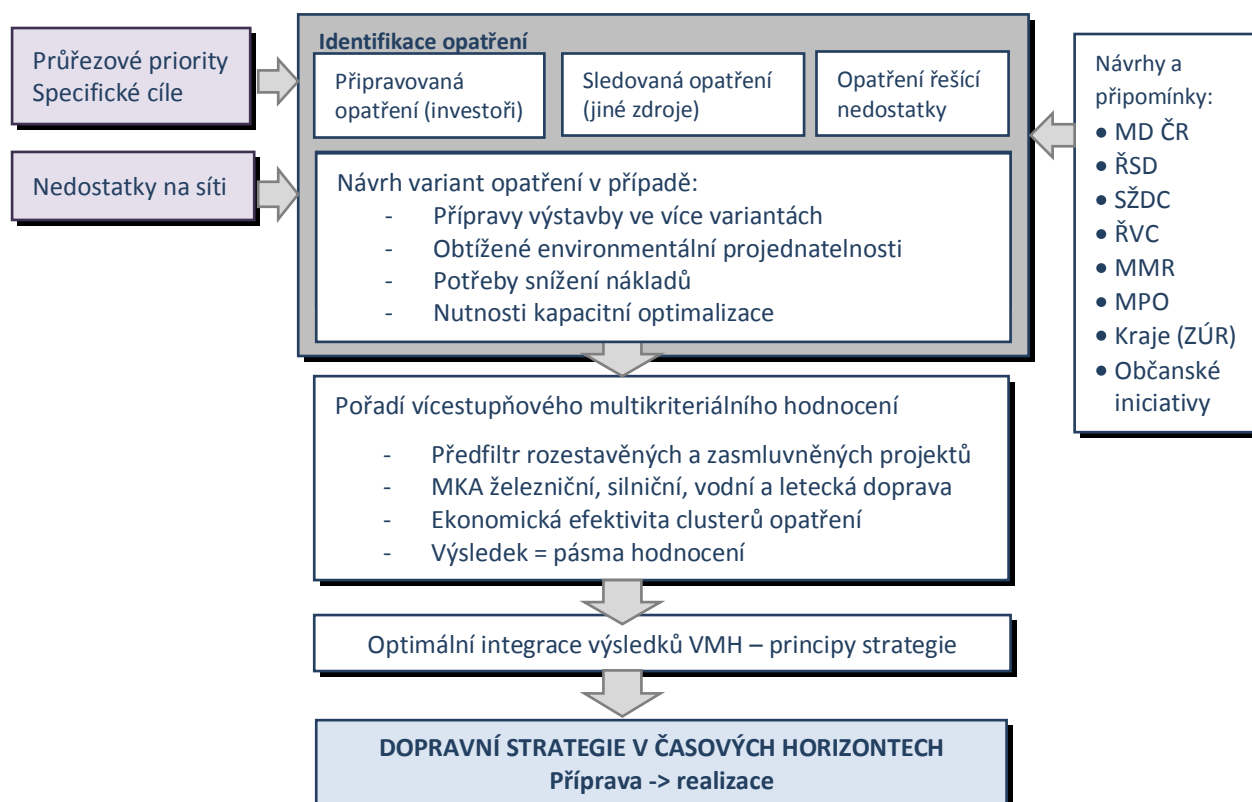 Průřezové priority
Specifické cíle
Nedostatky na síti
Identifikace opatření
Připravovaná
opatření (investoři)
Sledovaná opatření
(jiné zdroje)
Opatření řešící
nedostatky
Návrh variant opatření v případě:
- Přípravy výstavby ve více variantách
- Obtížené environmentální projednatelnosti
- Potřeby snížení nákladů
- Nutnosti kapacitní optimalizace
Návrhy a
připomínky:
• MD ČR
• ŘSD
• SŽDC
• ŘVC
• MMR
• MPO
• Kraje (ZÚR)
• Občanské
iniciativy
Pořadí vícestupňového multikriteriálního hodnocení
- Předfiltr rozestavěných a zasmluvněných projektů
- MKA železniční, silniční, vodní a letecká doprava
- Ekonomická efektivita clusterů opatření
- Výsledek = pásma hodnocení
Optimální integrace výsledků VMH – principy strategie
DOPRAVNÍ STRATEGIE V ČASOVÝCH HORIZONTECH
Příprava -> realizace